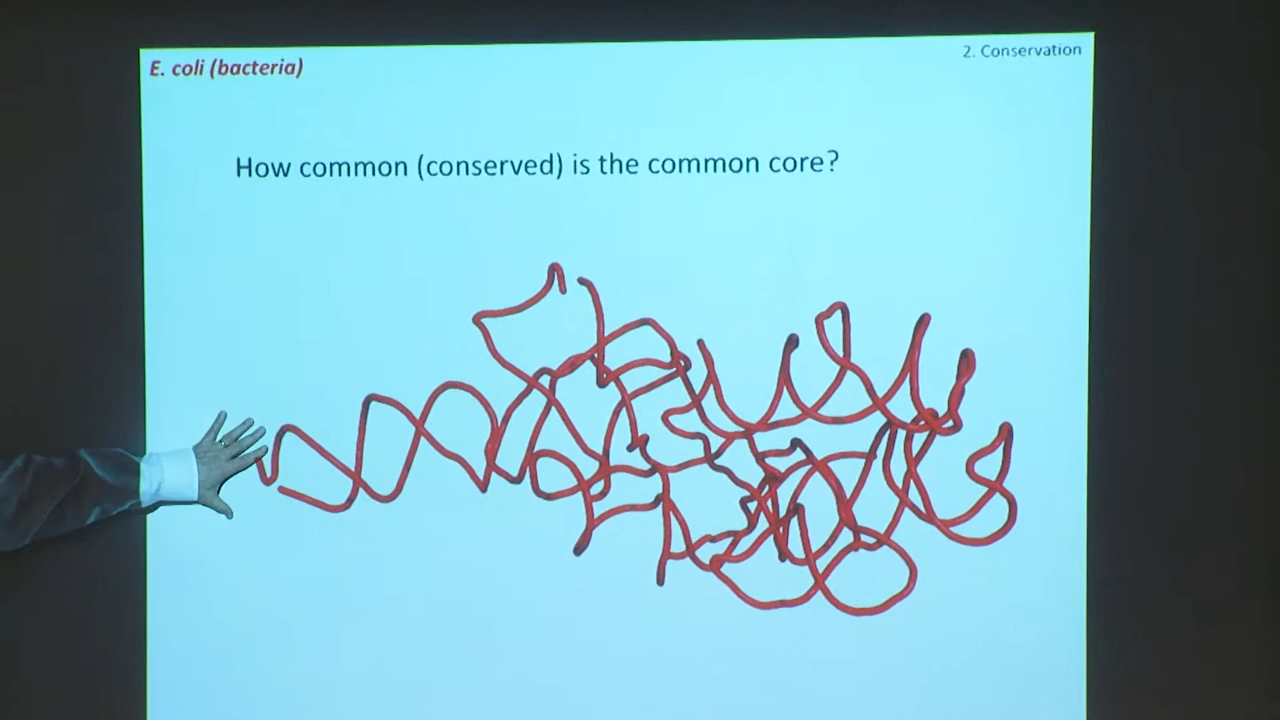 E. coli (bacteria)
2. Conservation
How common (conserved) is the common core?